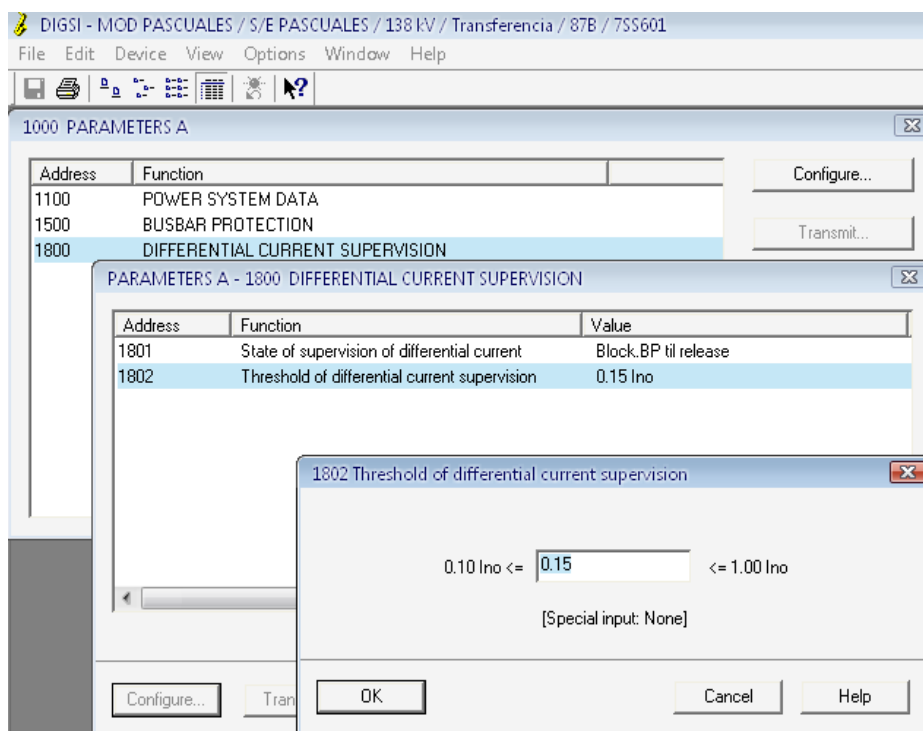 DIGSI - MOD PASCUALES / S/E PASCUALES / 138 kV / Transferencia / 87B / 7SS601
File Edit Device View Options Window Help
1000 PARAMETERS A
Address Function
Configure...
1100 POWER SYSTEM DATA
1500 BUSBAR PROTECTION
Transmit...
1800 DIFFERENTIAL CURRENT SUPERVISION
PARAMETERS A - 1800 DIFFERENTIAL CURRENT SUPERVISION
Address Function Value
1801 State of supervision of differential current Block.BP til release
1802 Threshold of differential current supervision 0.15 Ino
1802 Threshold of differential current supervision
0.10 Ino <= 0.15 <= 1.00 Ino
[Special input: None]
Configure... Tran
OK Cancel Help